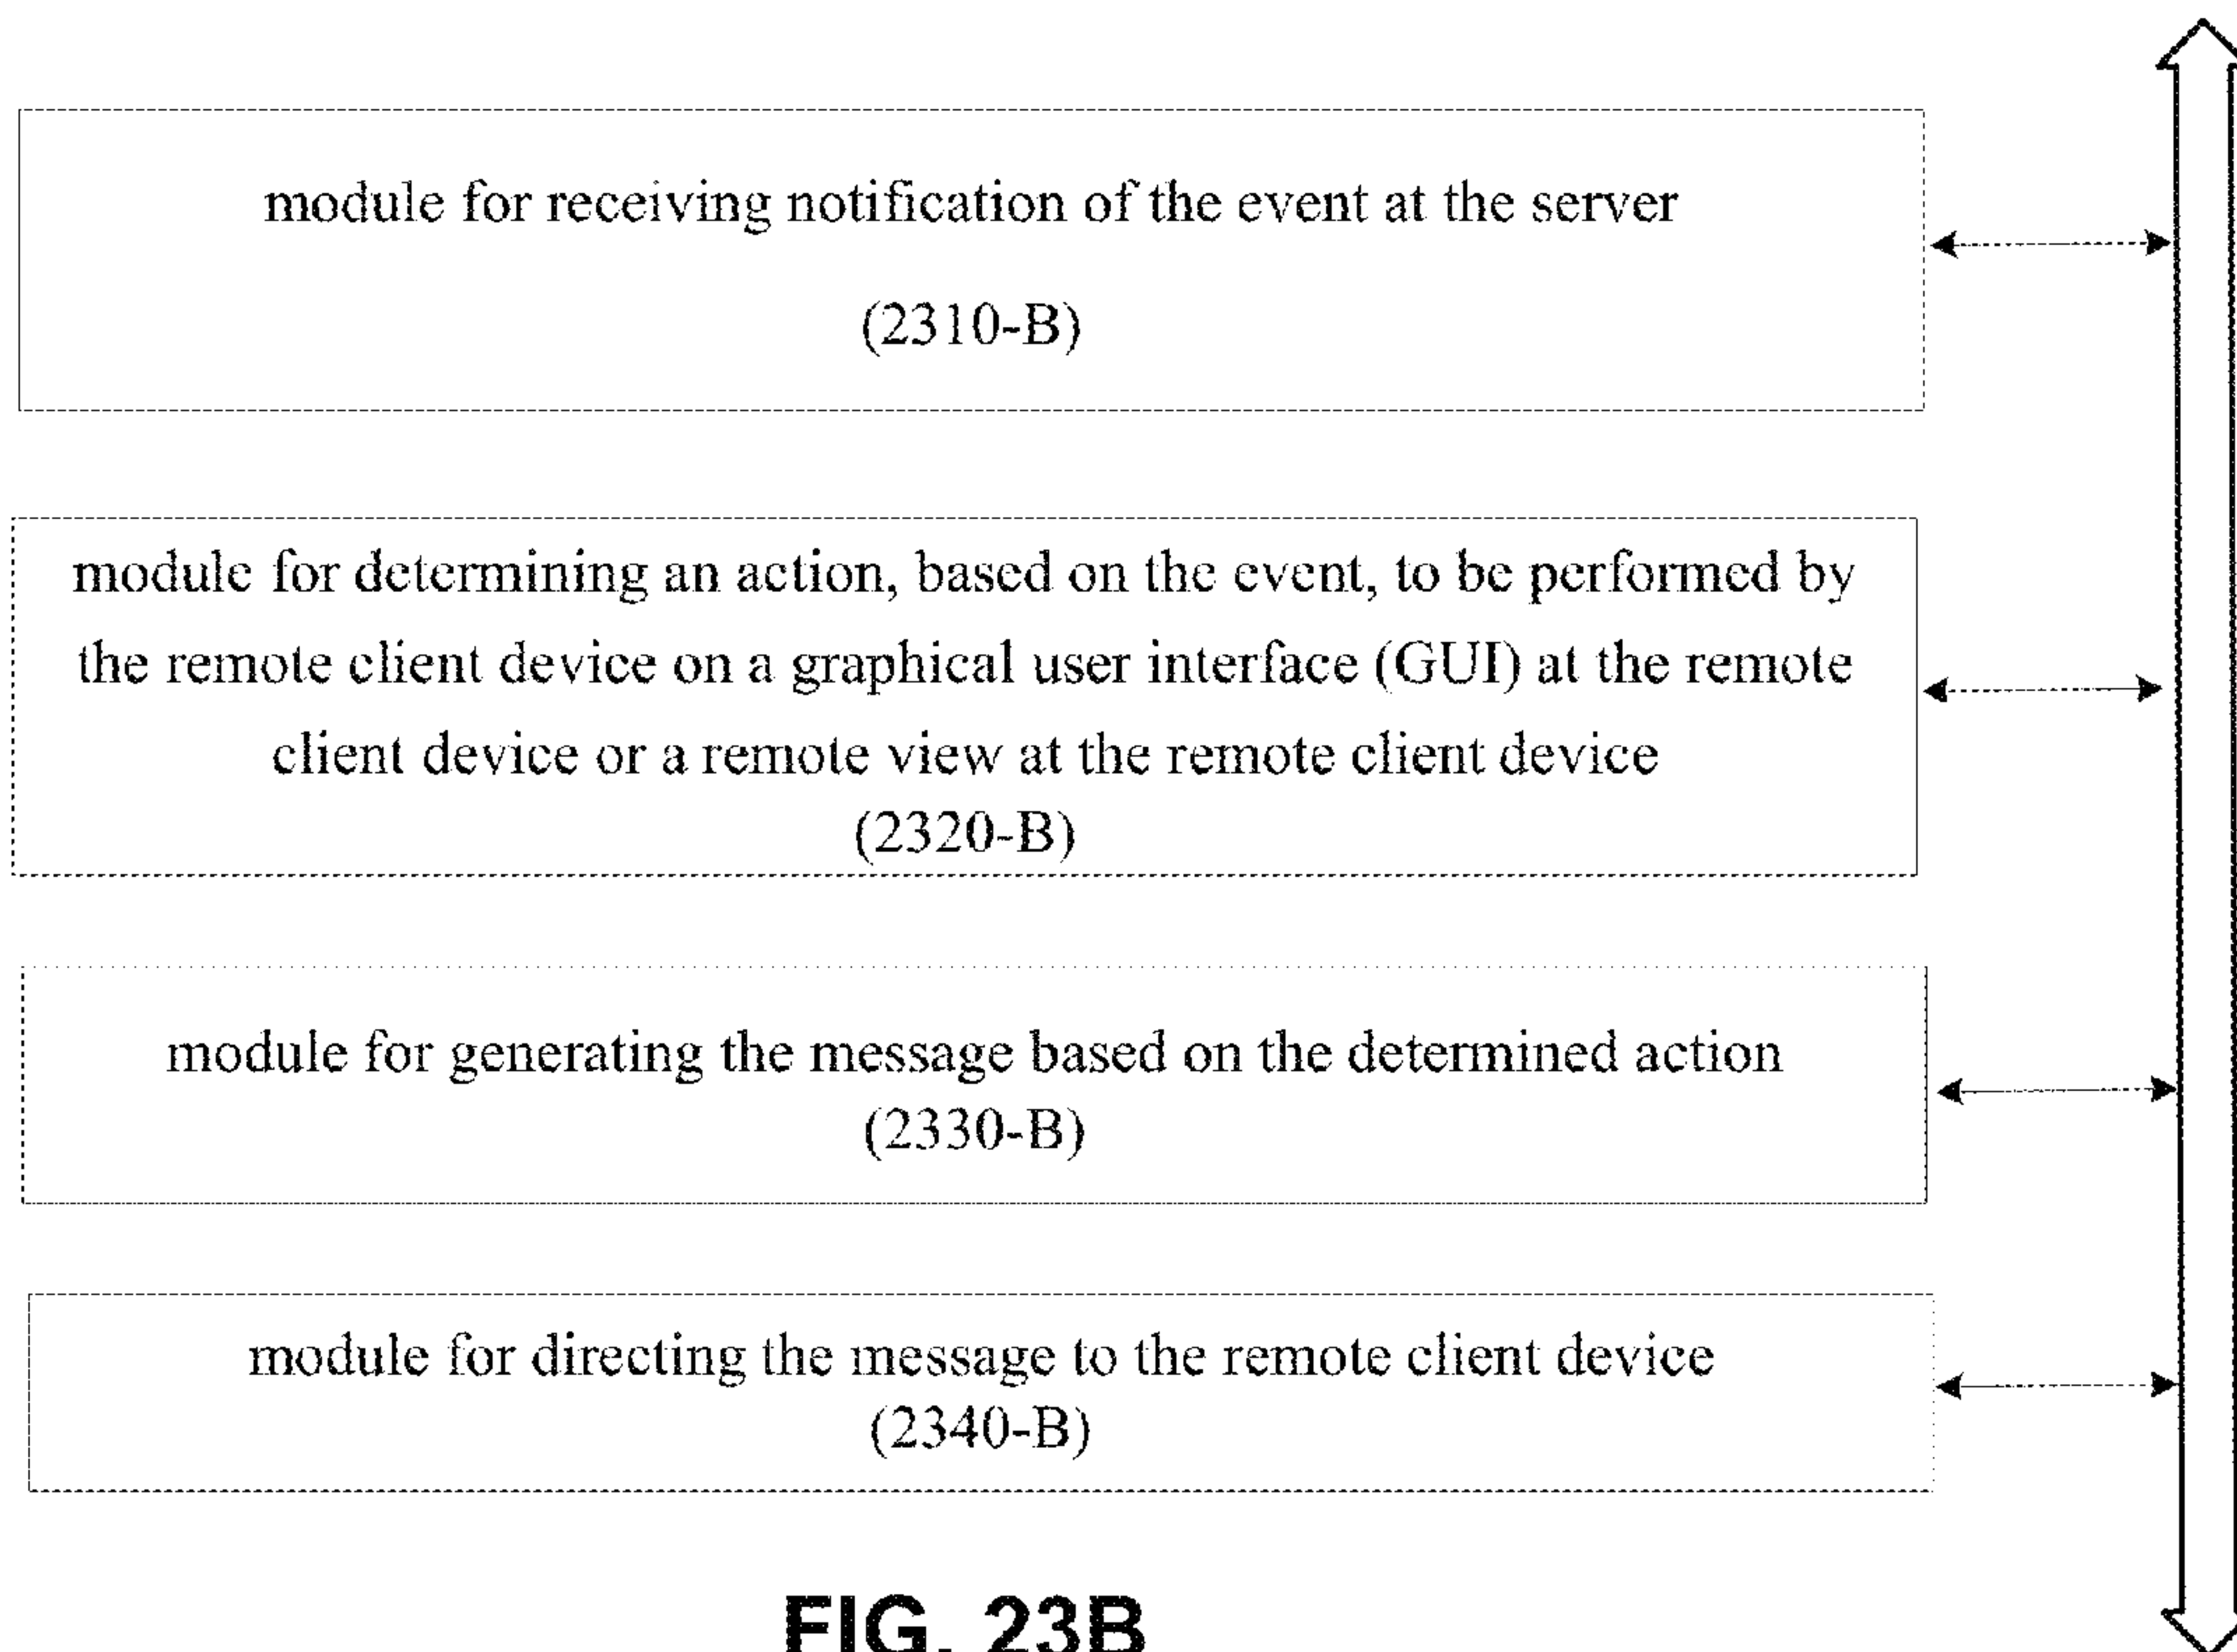 module for receiving notification of the event at the server
(2310-B)
module for determining an action, based on the event, to be performed by
the remote client device on a graphical user interface (GUI) at the remote
client device or a remote view at the remote client device
(2320-B)
module for generating the message based on the determined action
(2330-B)
module for directing the message to the remote client device
(2340-B)
FIG. 23B